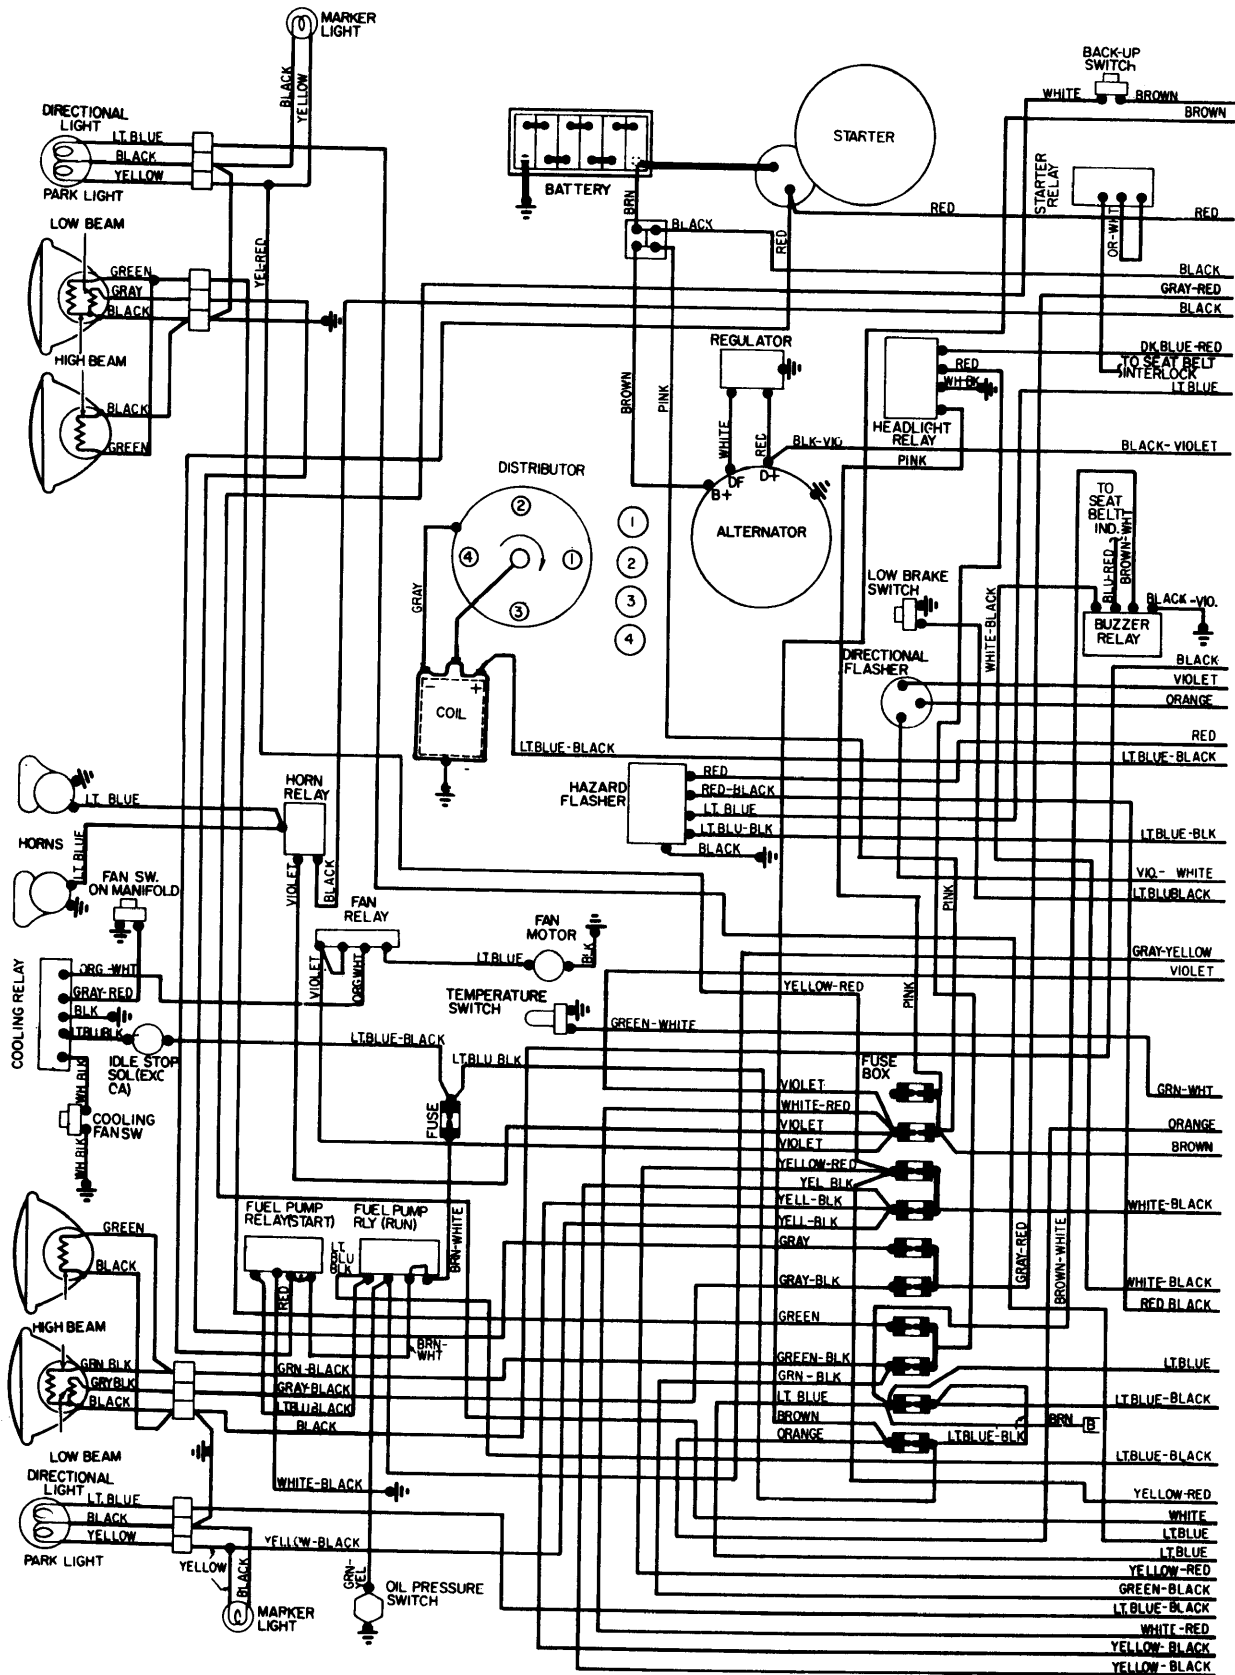 MARKER
LIGHT
BLACK
YELLOW
DIRECTIONAL
LIGHT
LT. BLUE
BLACK
YELLOW
PARK LIGHT
LOW BEAM
GREEN
GRAY
BLACK
YEL-RED
HIGH BEAM
BLACK
GREEN
BATTERY
BRN
BLACK
RED
STARTER
RED
BACK-UP
SWITCH
WHITE
BROWN
BROWN
STARTER
RELAY
OR-WHT
RED
BLACK
GRAY-RED
BLACK
REGULATOR
BROWN
PINK
WHITE
RED
BLK-VIO.
DF
D+
B+
ALTERNATOR
HEADLIGHT
RELAY
RED
WH BK
PINK
DK.BLUE-RED
TO SEAT BELT
INTERLOCK
LT BLUE
BLACK-VIOLET
DISTRIBUTOR
2
4
1
3
1
2
3
4
GRAY
COIL
- +
LT.BLUE-BLACK
LOW BRAKE
SWITCH
WHITE-BLACK
TO
SEAT
BELT
IND.
BLU-RED
BROWN-WHT
BLACK-VIO.
BUZZER
RELAY
DIRECTIONAL
FLASHER
BLACK
VIOLET
ORANGE
RED
LT.BLUE-BLACK
HAZARD
FLASHER
RED
RED-BLACK
LT. BLUE
LT.BLU-BLK
BLACK
LT.BLUE-BLK
VIO.- WHITE
LT.BLUBLACK
GRAY-YELLOW
VIOLET
HORNS
LT. BLUE
LT BLUE
HORN
RELAY
VIOLET
BLACK
FAN SW.
ON MANIFOLD
FAN
RELAY
VIOLET
ORG WHT
LT.BLUE
FAN
MOTOR
BLK
COOLING RELAY
ORG-WHT
GRAY-RED
BLK
LTBLUBLK
IDLE STOP
SOL.(EXC
CA)
WH BLK
COOLING
FAN SW
WH BLK
TEMPERATURE
SWITCH
GREEN-WHITE
YELLOW-RED
PINK
PINK
LT.BLUE-BLACK
LT.BLU BLK
FUSE
BRN-WHITE
FUSE
BOX
VIOLET
WHITE-RED
VIOLET
VIOLET
YELLOW-RED
YEL BLK
YELL-BLK
YELL-BLK
GRAY
GRAY-BLK
GREEN
GREEN-BLK
GRN-BLK
LT. BLUE
BROWN
ORANGE
LT.BLUE-BLK
BRN
B
GRAY-RED
BROWN-WHITE
GRN-WHT
ORANGE
BROWN
WHITE-BLACK
WHITE-BLACK
RED BLACK
LT.BLUE
LT.BLUE-BLACK
LT.BLUE-BLACK
YELLOW-RED
WHITE
LT.BLUE
LT.BLUE
YELLOW-RED
GREEN-BLACK
LT.BLUE-BLACK
WHITE-RED
YELLOW-BLACK
YELLOW-BLACK
FUEL PUMP
RELAY(START)
FUEL PUMP
RLY (RUN)
LT.
BLU
BLK
RED
BRN-
WHT
GREEN
BLACK
HIGH BEAM
GRN BLK
GRYBLK
BLACK
LOW BEAM
GRN-BLACK
GRAY-BLACK
LT.BLUBLACK
BLACK
WHITE-BLACK
DIRECTIONAL
LIGHT
LT. BLUE
BLACK
YELLOW
PARK LIGHT
YELLOW
BLACK
YELLOW-BLACK
MARKER
LIGHT
GRN-
YEL
OIL PRESSURE
SWITCH